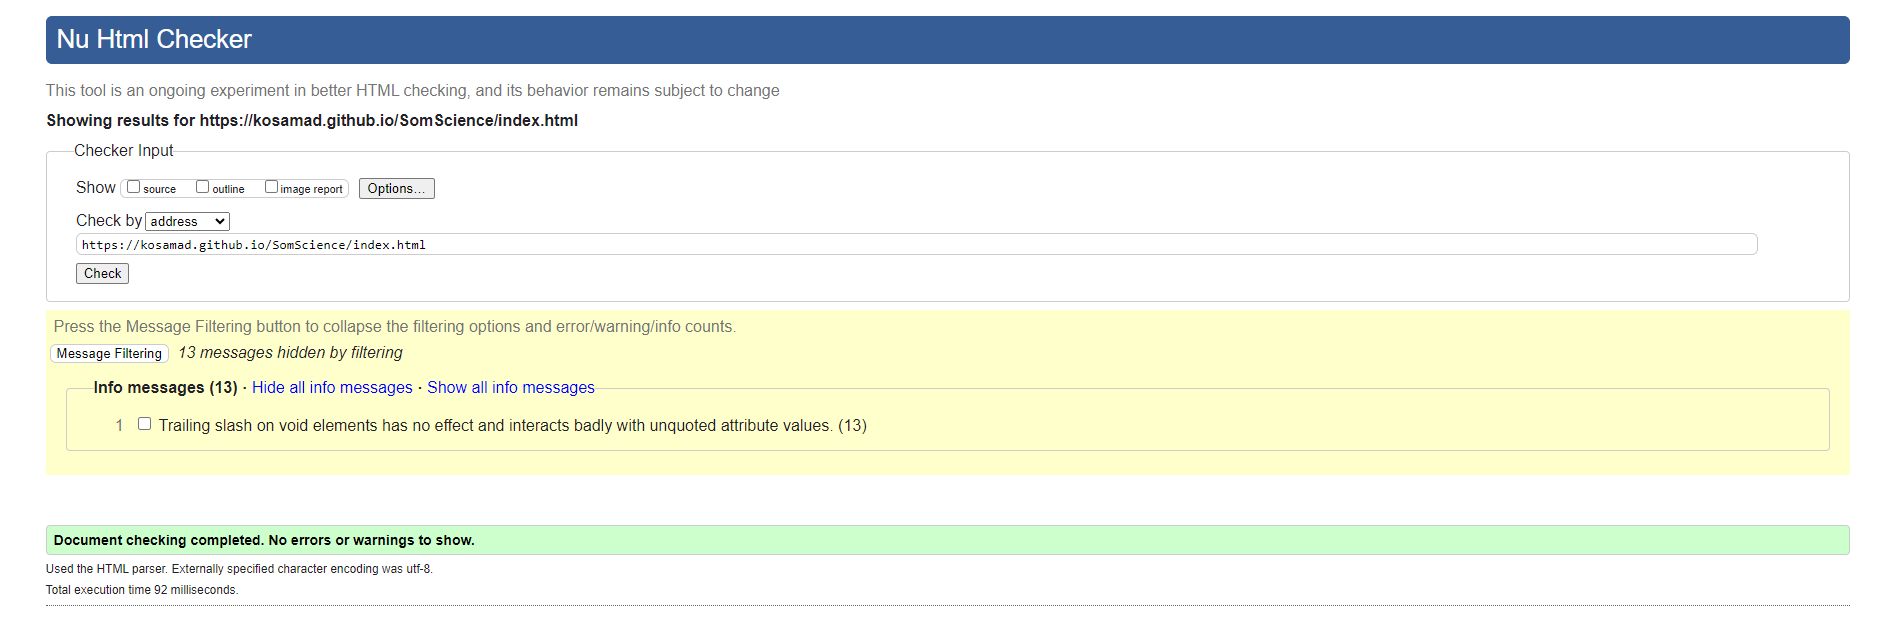 Nu Html Checker
This tool is an ongoing experiment in better HTML checking, and its behavior remains subject to change
Showing results for https://kosamad.github.io/SomScience/index.html
Checker Input
Show source outline image report Options...
Check by address
https://kosamad.github.io/SomScience/index.html
Check
Press the Message Filtering button to collapse the filtering options and error/warning/info counts.
Message Filtering 13 messages hidden by filtering
Info messages (13) · Hide all info messages · Show all info messages
1 Trailing slash on void elements has no effect and interacts badly with unquoted attribute values. (13)
Document checking completed. No errors or warnings to show.
Used the HTML parser. Externally specified character encoding was utf-8.
Total execution time 92 milliseconds.